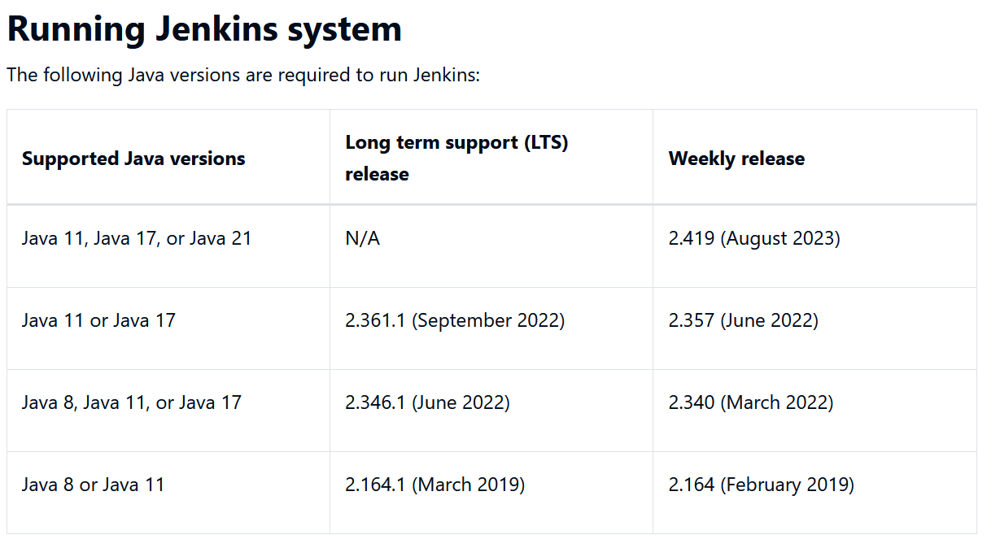 Running Jenkins system
The following Java versions are required to run Jenkins:
Supported Java versions
Long term support (LTS)
release
Weekly release
Java 11, Java 17, or Java 21
N/A
2.419 (August 2023)
Java 11 or Java 17
2.361.1 (September 2022)
2.357 (June 2022)
Java 8, Java 11, or Java 17
2.346.1 (June 2022)
2.340 (March 2022)
Java 8 or Java 11
2.164.1 (March 2019)
2.164 (February 2019)